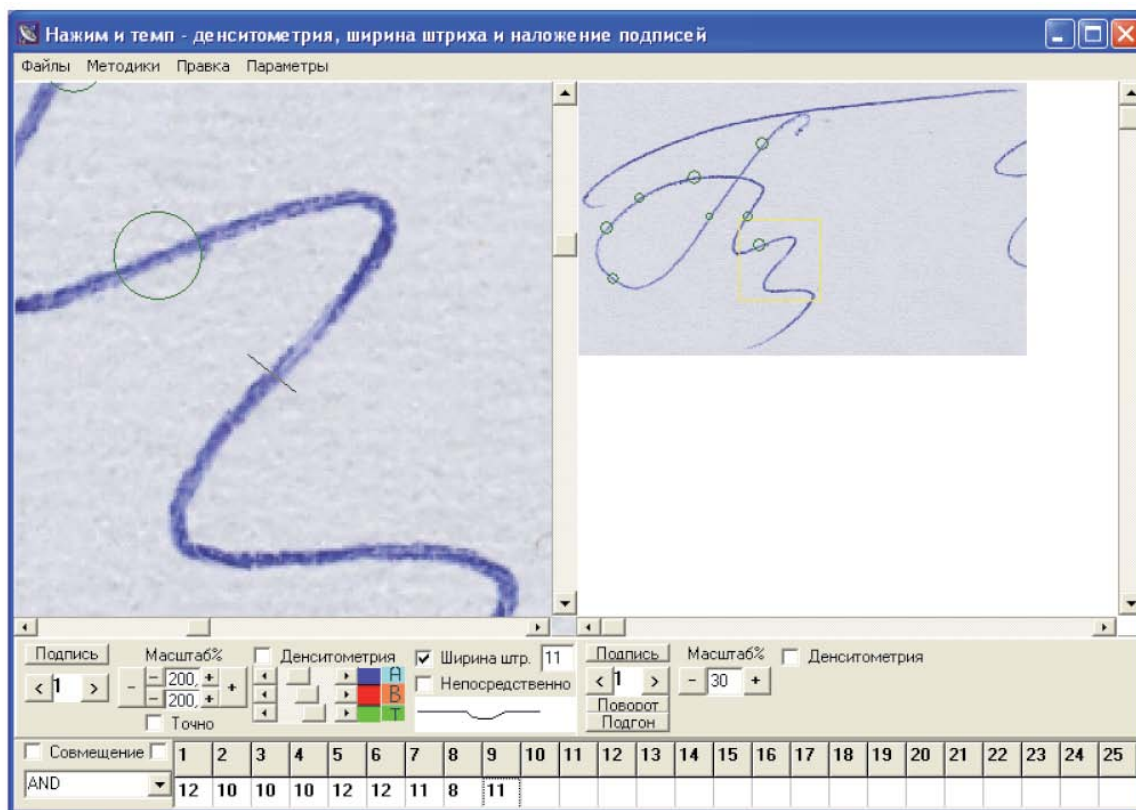 Нажим и темп - денситометрия, ширина штриха и наложение подписей
Файлы Методики Правка Параметры
Подпись Масштаб% Денситометрия Ширина штр. 11 Подпись Масштаб% Денситометрия
< 1 > - - 200, + + A Непосредственно < 1 > - 30 +
- 200, + B Поворот
Точно T Подгон
Совмещение 1 2 3 4 5 6 7 8 9 10 11 12 13 14 15 16 17 18 19 20 21 22 23 24 25
AND 12 10 10 10 12 12 11 8 11